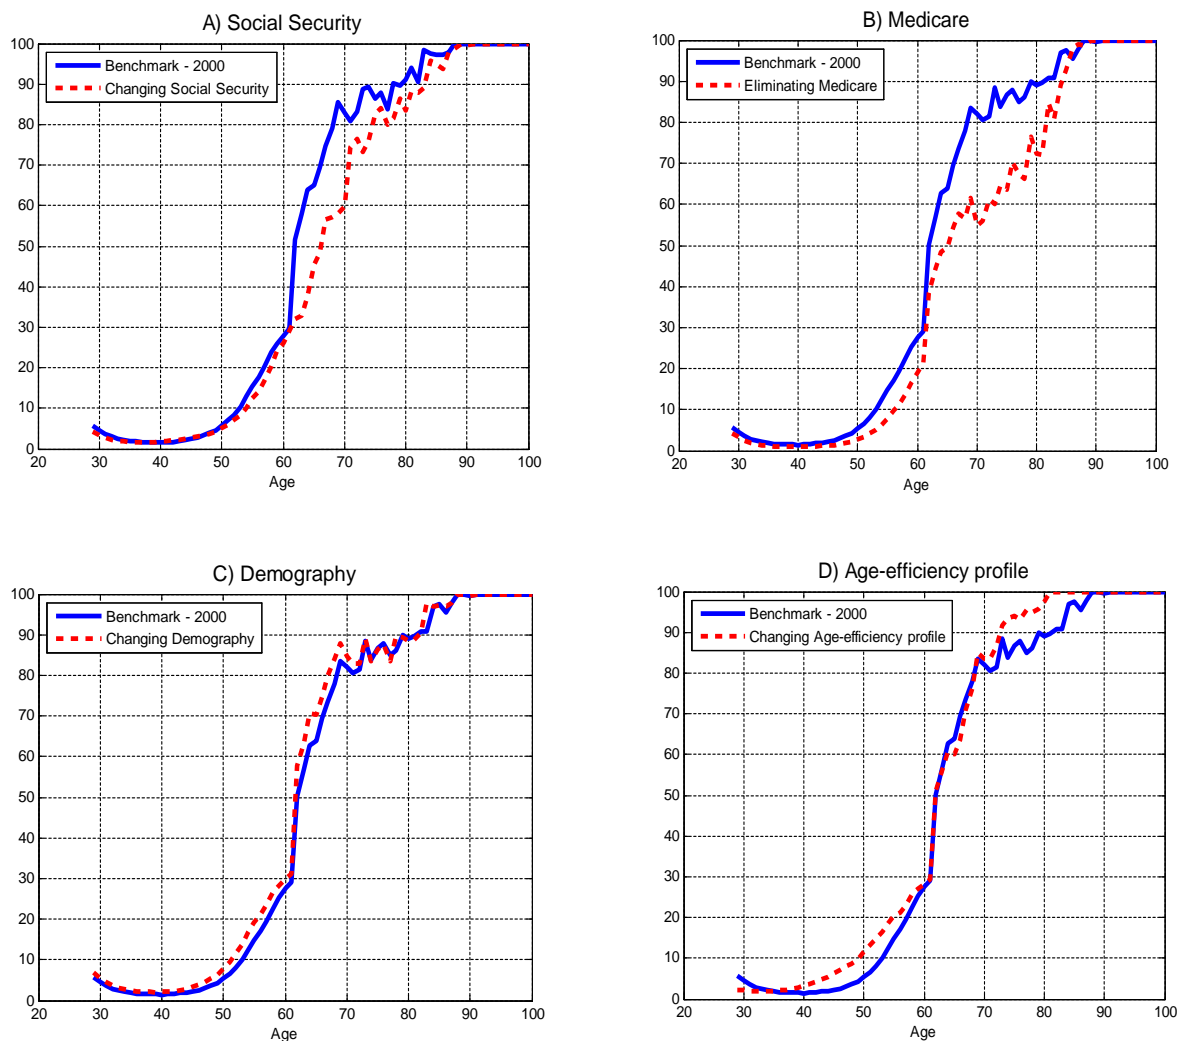 A) Social Security
100
90
80
70
60
50
40
30
20
10
0
Benchmark - 2000
Changing Social Security
20 30 40 50 60 70 80 90 100
Age
B) Medicare
100
90
80
70
60
50
40
30
20
10
0
Benchmark - 2000
Eliminating Medicare
20 30 40 50 60 70 80 90 100
Age
C) Demography
100
90
80
70
60
50
40
30
20
10
0
Benchmark - 2000
Changing Demography
20 30 40 50 60 70 80 90 100
Age
D) Age-efficiency profile
100
90
80
70
60
50
40
30
20
10
0
Benchmark - 2000
Changing Age-efficiency profile
20 30 40 50 60 70 80 90 100
Age